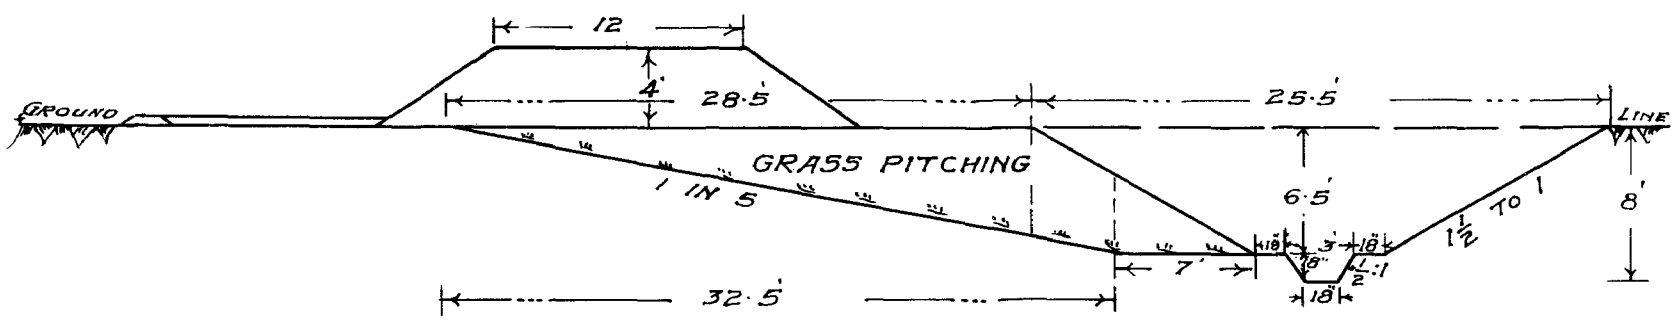 12
4'
28·5'
25·5'
GROUND
LINE
GRASS PITCHING
1 IN 5
6·5'
8'
1½ TO 1
18"
3'
18"
7'
18"
½:1
18"
32·5'